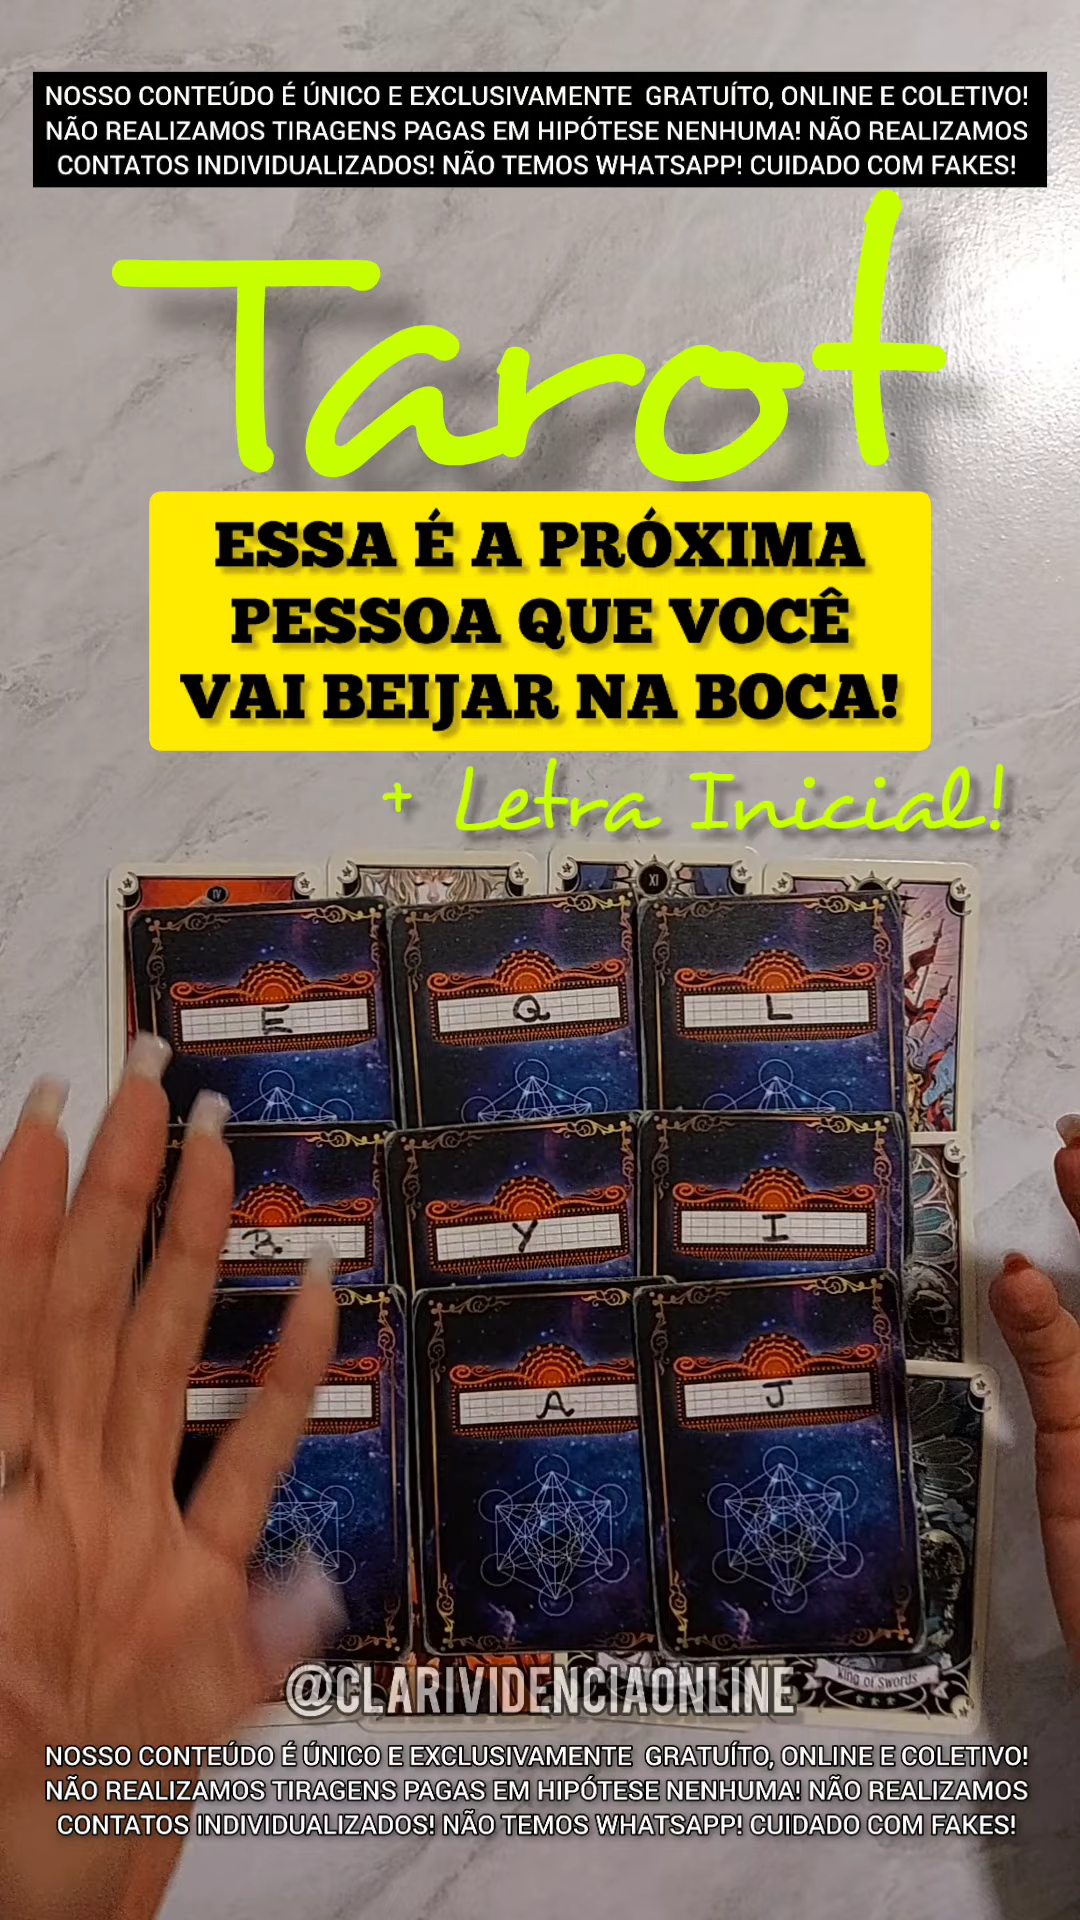 NOSSO CONTEÚDO É ÚNICO E EXCLUSIVAMENTE GRATUÍTO, ONLINE E COLETIVO!
NÃO REALIZAMOS TIRAGENS PAGAS EM HIPÓTESE NENHUMA! NÃO REALIZAMOS
CONTATOS INDIVIDUALIZADOS! NÃO TEMOS WHATSAPP! CUIDADO COM FAKES!
Tarot
ESSA É A PRÓXIMA
PESSOA QUE VOCÊ
VAI BEIJAR NA BOCA!
+ Letra Inicial!
IV XI
E Q L
B Y I
A J
King of Swords
@CLARIVIDENCIAONLINE
NOSSO CONTEÚDO É ÚNICO E EXCLUSIVAMENTE GRATUÍTO, ONLINE E COLETIVO!
NÃO REALIZAMOS TIRAGENS PAGAS EM HIPÓTESE NENHUMA! NÃO REALIZAMOS
CONTATOS INDIVIDUALIZADOS! NÃO TEMOS WHATSAPP! CUIDADO COM FAKES!